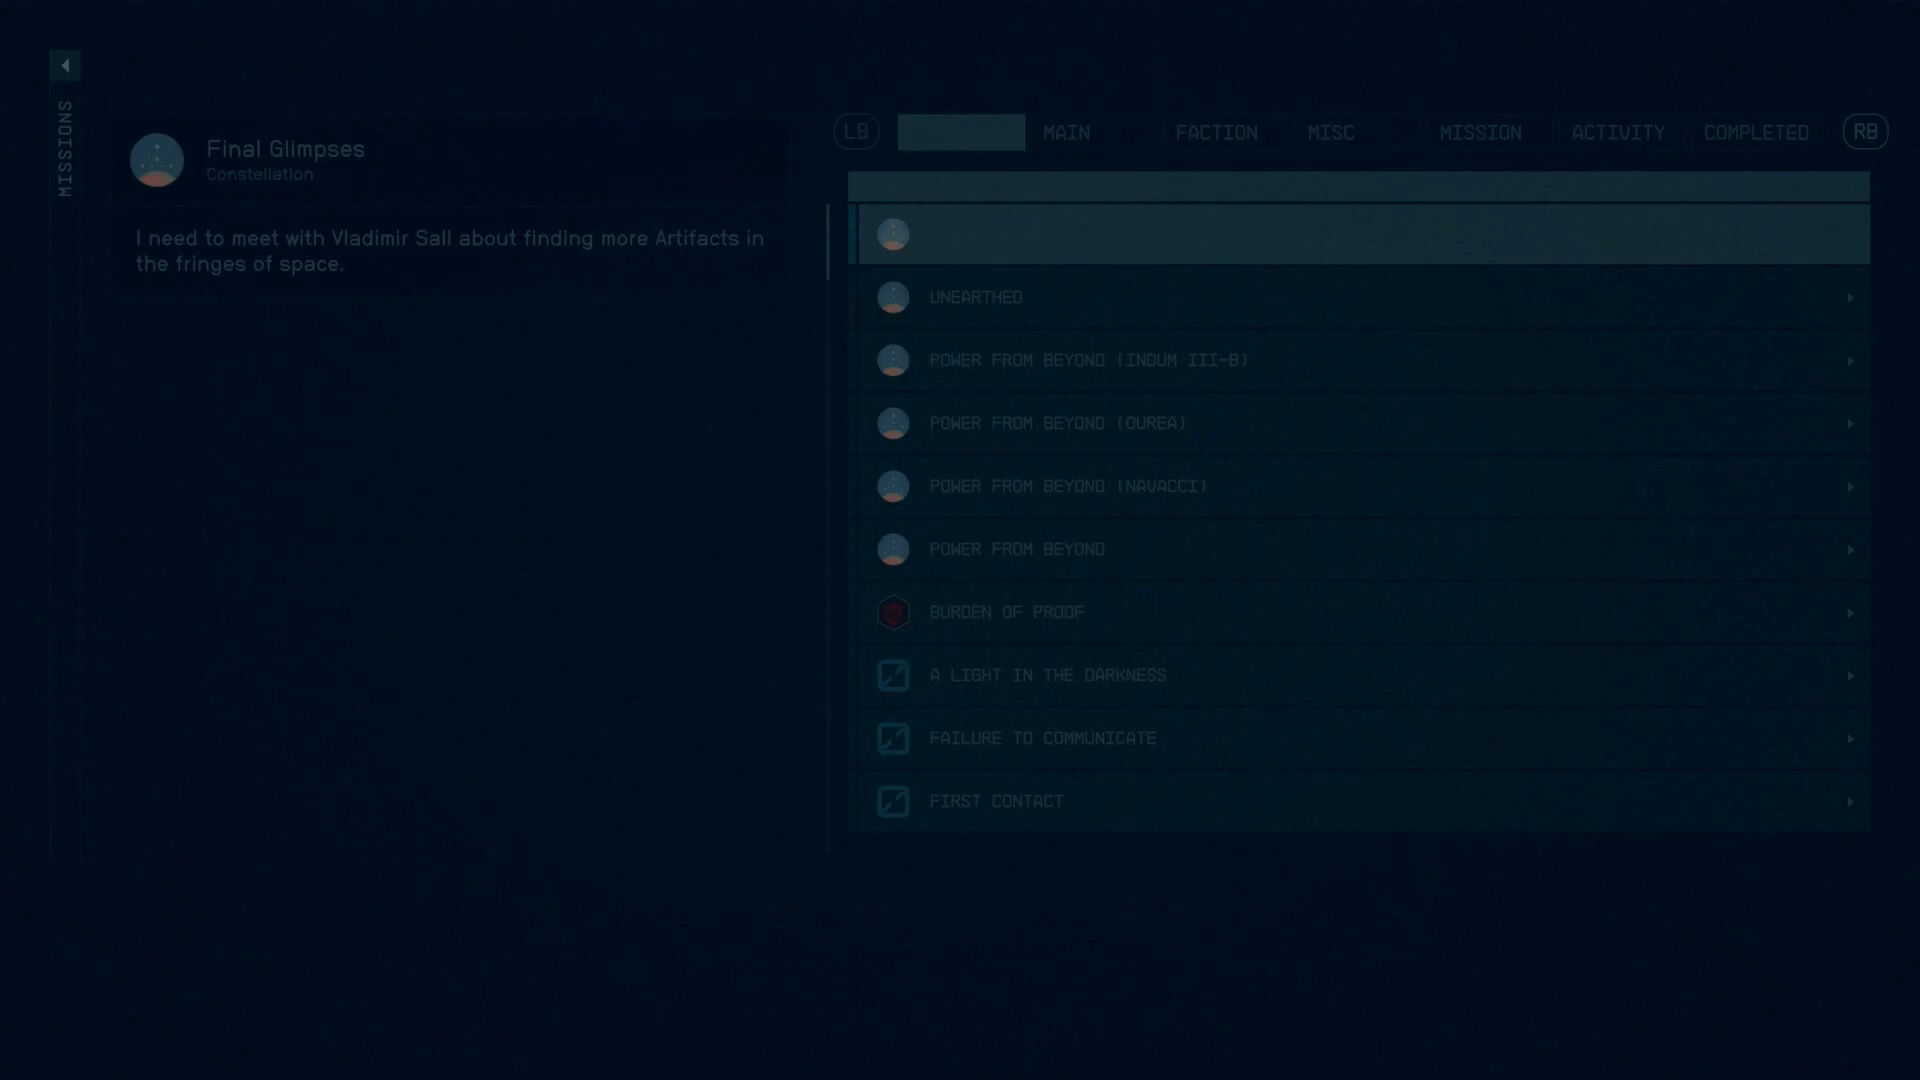 MISSIONS
Final Glimpses
Constellation
I need to meet with Vladimir Sall about finding more Artifacts in
the fringes of space.
LB
MAIN
FACTION
MISC
MISSION
ACTIVITY
COMPLETED
RB
UNEARTHED
POWER FROM BEYOND (INDUM III-B)
POWER FROM BEYOND (OUREA)
POWER FROM BEYOND (NAVACCI)
POWER FROM BEYOND
BURDEN OF PROOF
A LIGHT IN THE DARKNESS
FAILURE TO COMMUNICATE
FIRST CONTACT